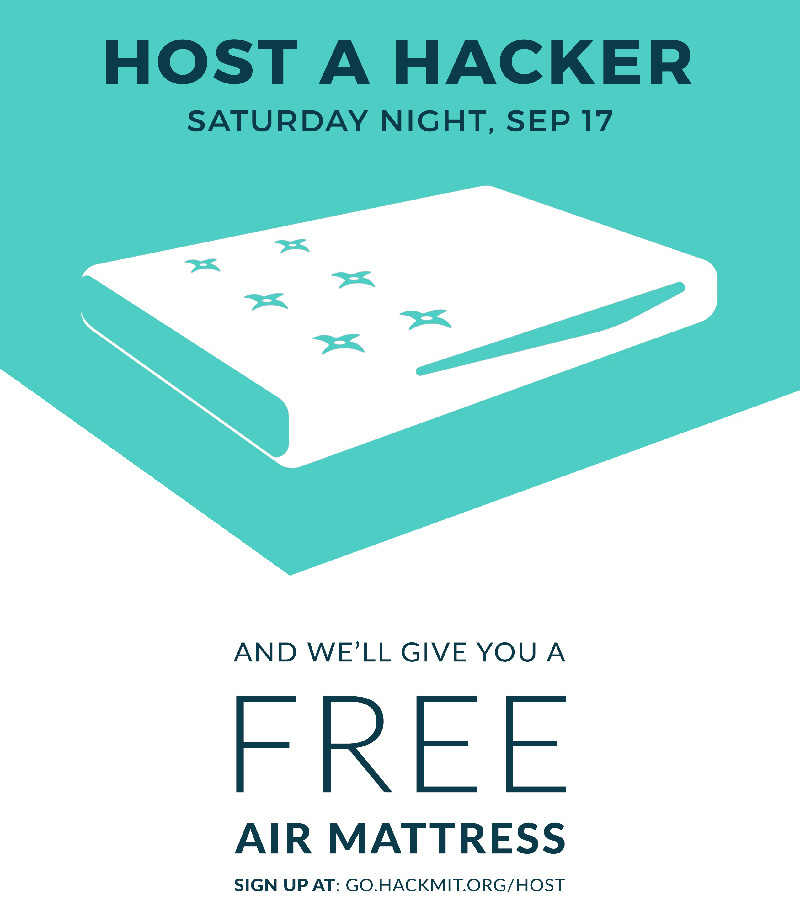 HOST A HACKER
SATURDAY NIGHT, SEP 17
AND WE’LL GIVE YOU A
FREE
AIR MATTRESS
SIGN UP AT: GO.HACKMIT.ORG/HOST